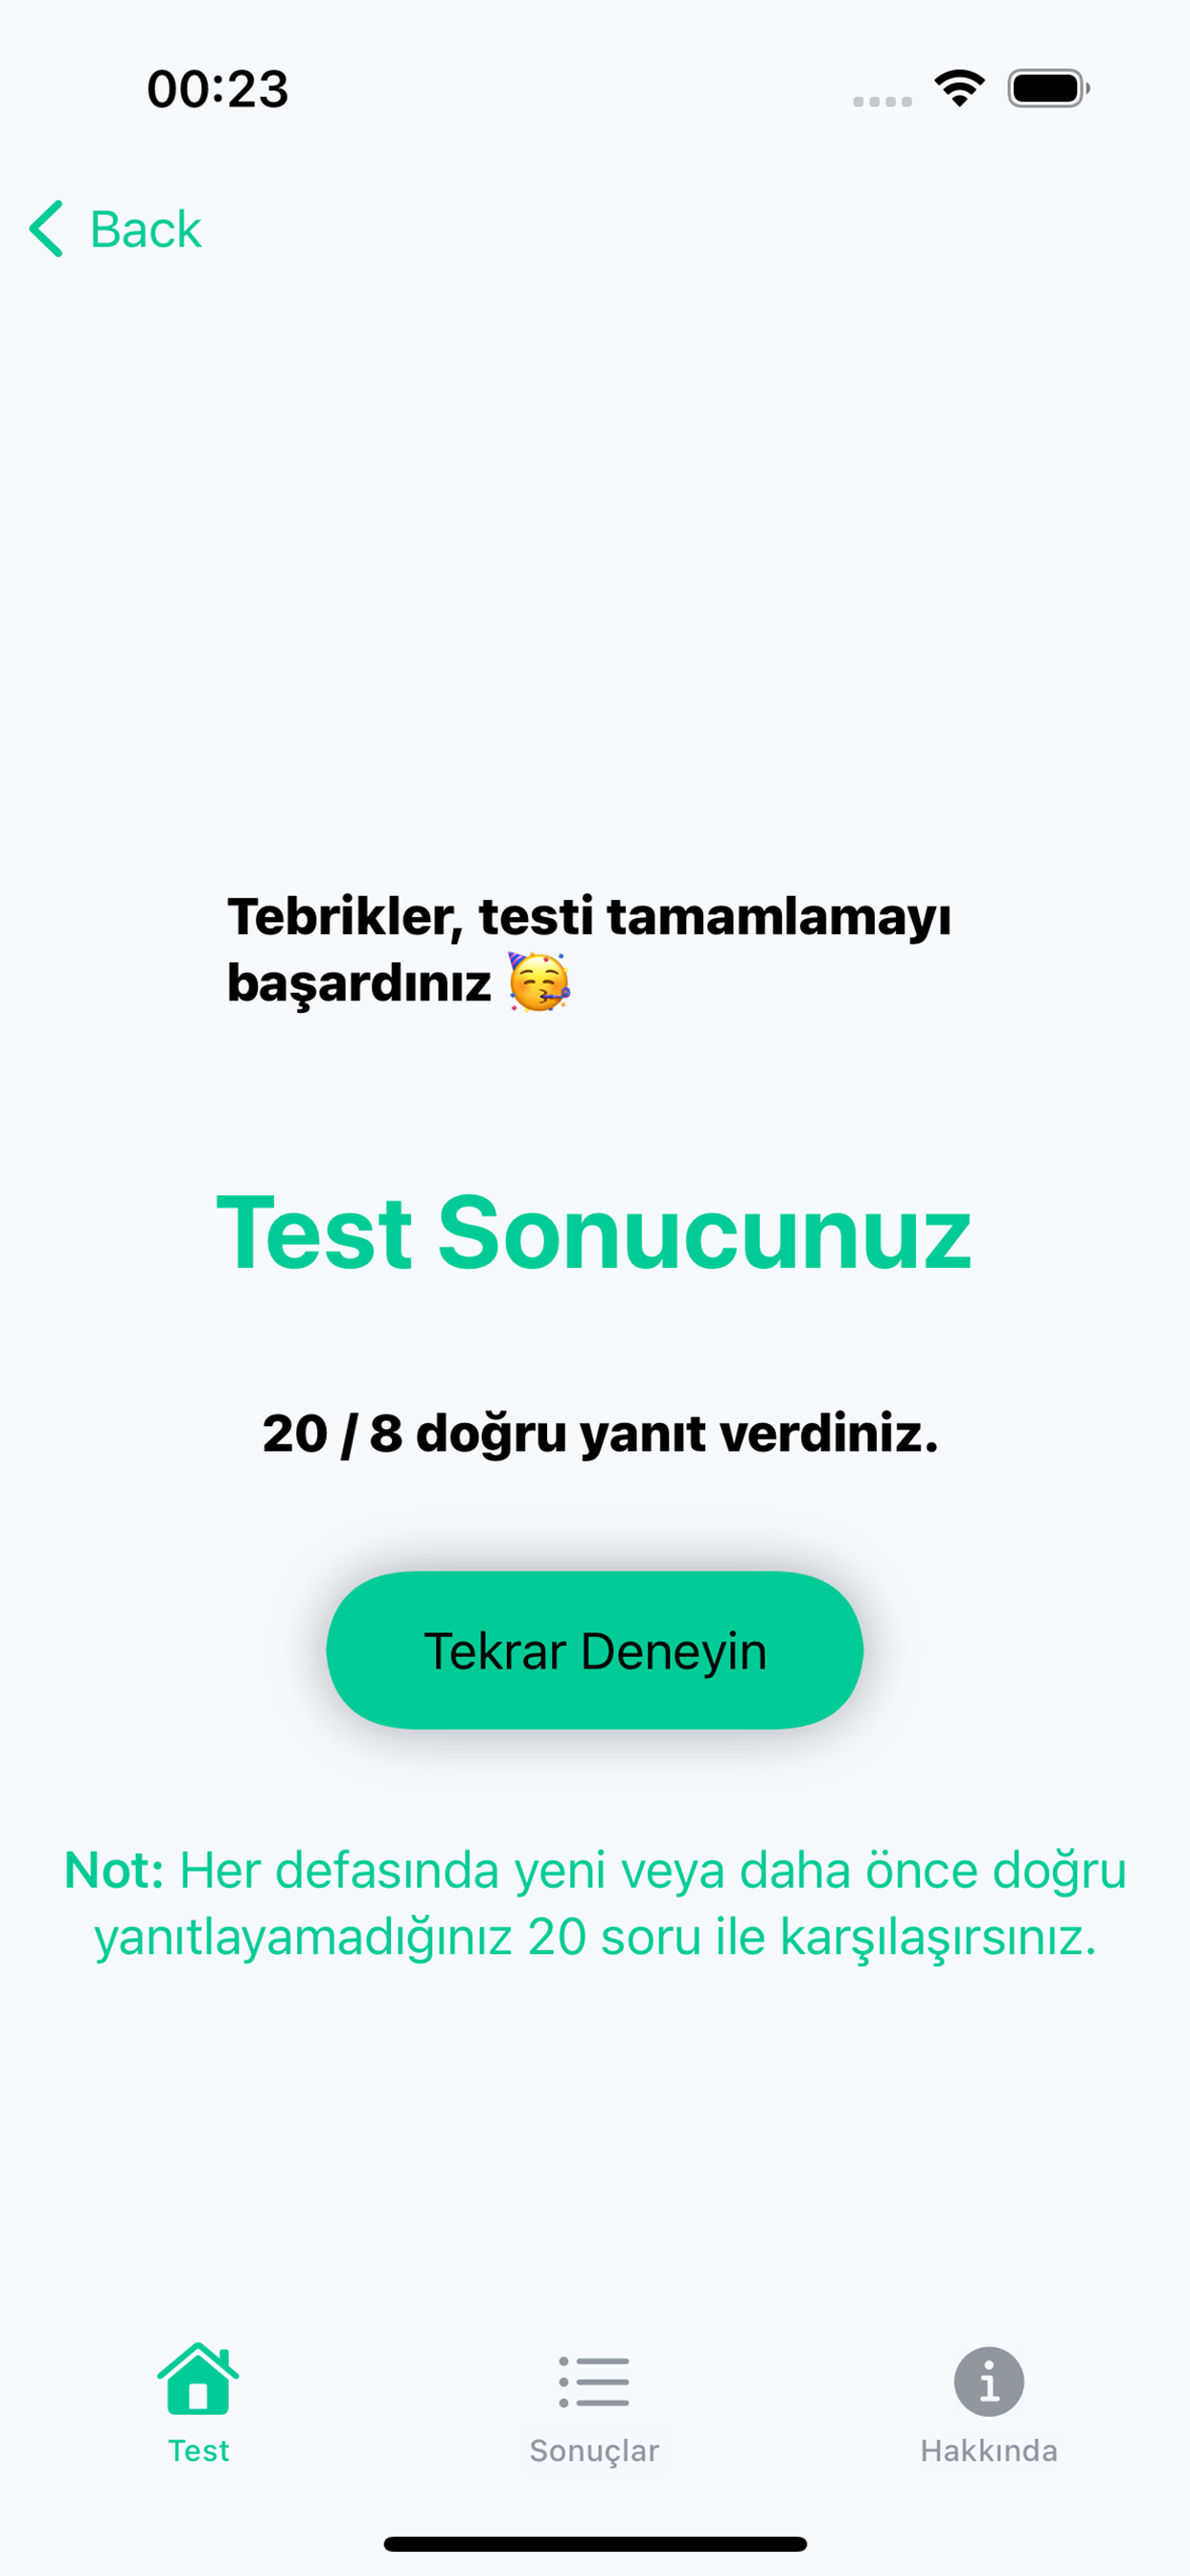 00:23
Back
Tebrikler, testi tamamlamayı
başardınız 🥳
Test Sonucunuz
20 / 8 doğru yanıt verdiniz.
Tekrar Deneyin
Not: Her defasında yeni veya daha önce doğru
yanıtlayamadığınız 20 soru ile karşılaşırsınız.
Test
Sonuçlar
Hakkında